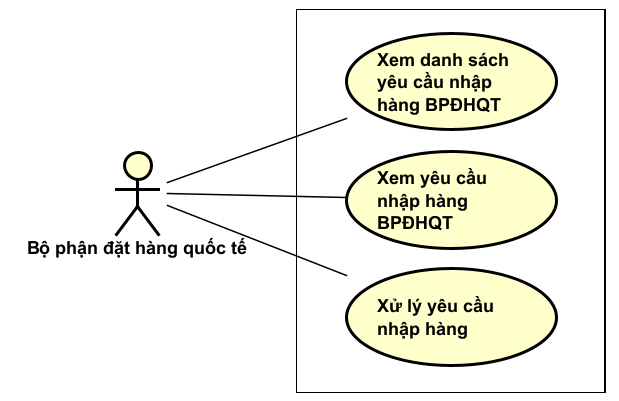 Xem danh sách
yêu cầu nhập
hàng BPĐHQT
Xem yêu cầu
nhập hàng
BPĐHQT
Bộ phận đặt hàng quốc tế
Xử lý yêu cầu
nhập hàng